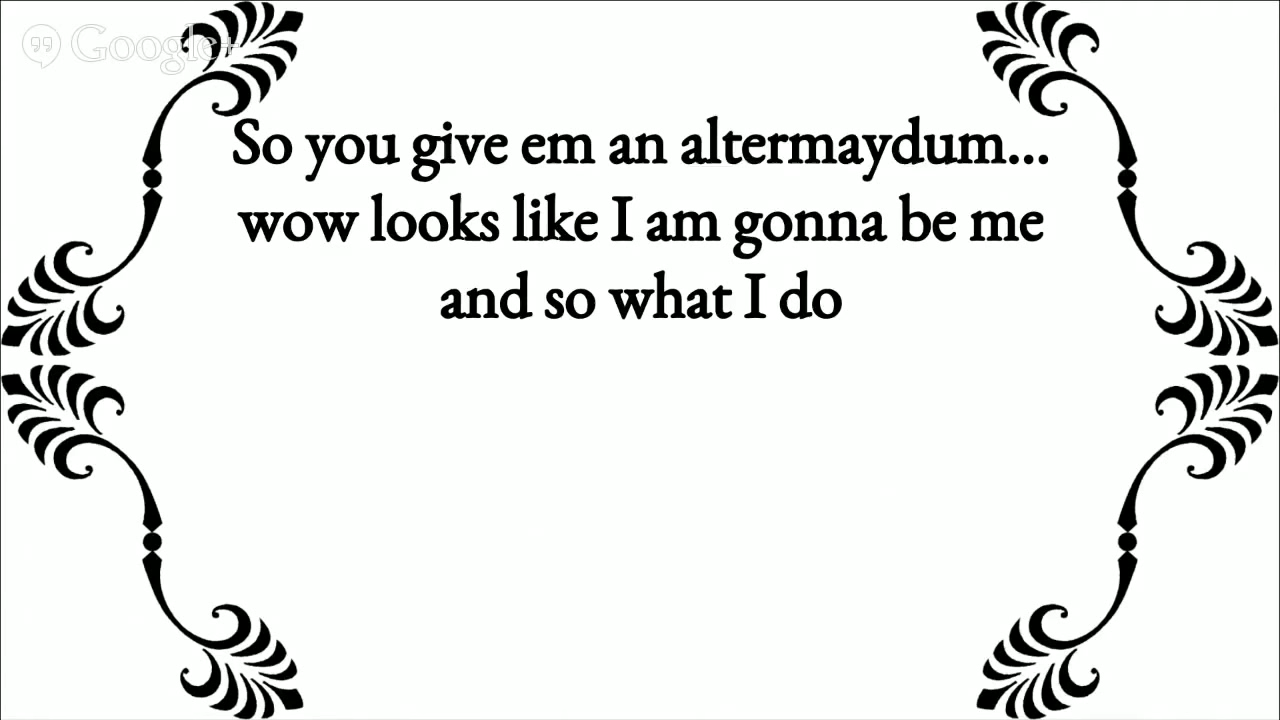 Google+
So you give em an altermaydum...
wow looks like I am gonna be me
and so what I do